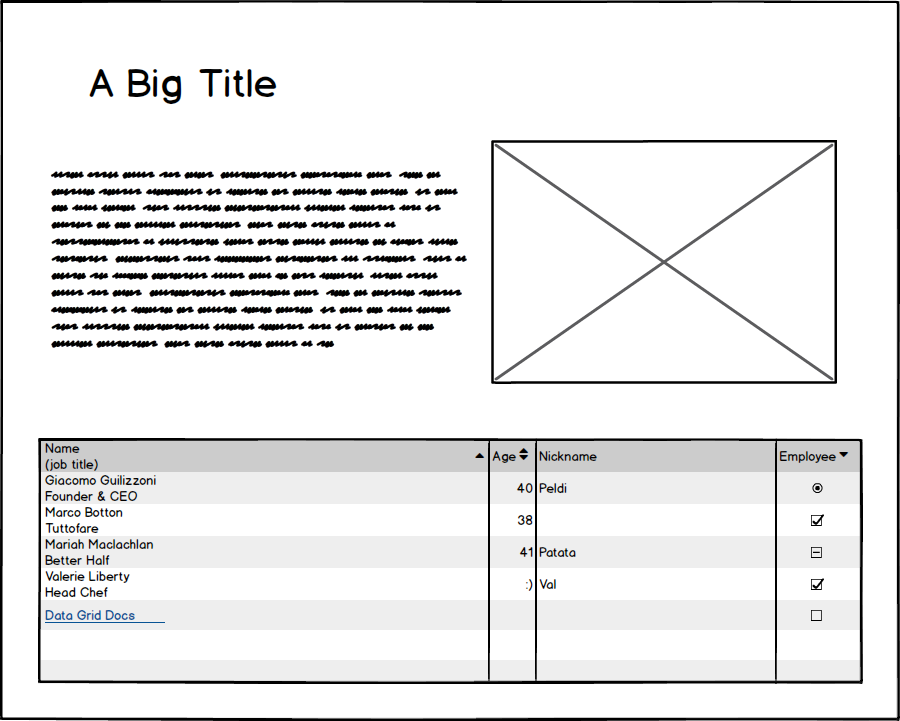 A Big Title
Name
(job title)
Age
Nickname
Employee
Giacomo Guilizzoni
Founder & CEO
40
Peldi
Marco Botton
Tuttofare
38
Mariah Maclachlan
Better Half
41
Patata
Valerie Liberty
Head Chef
:)
Val
Data Grid Docs